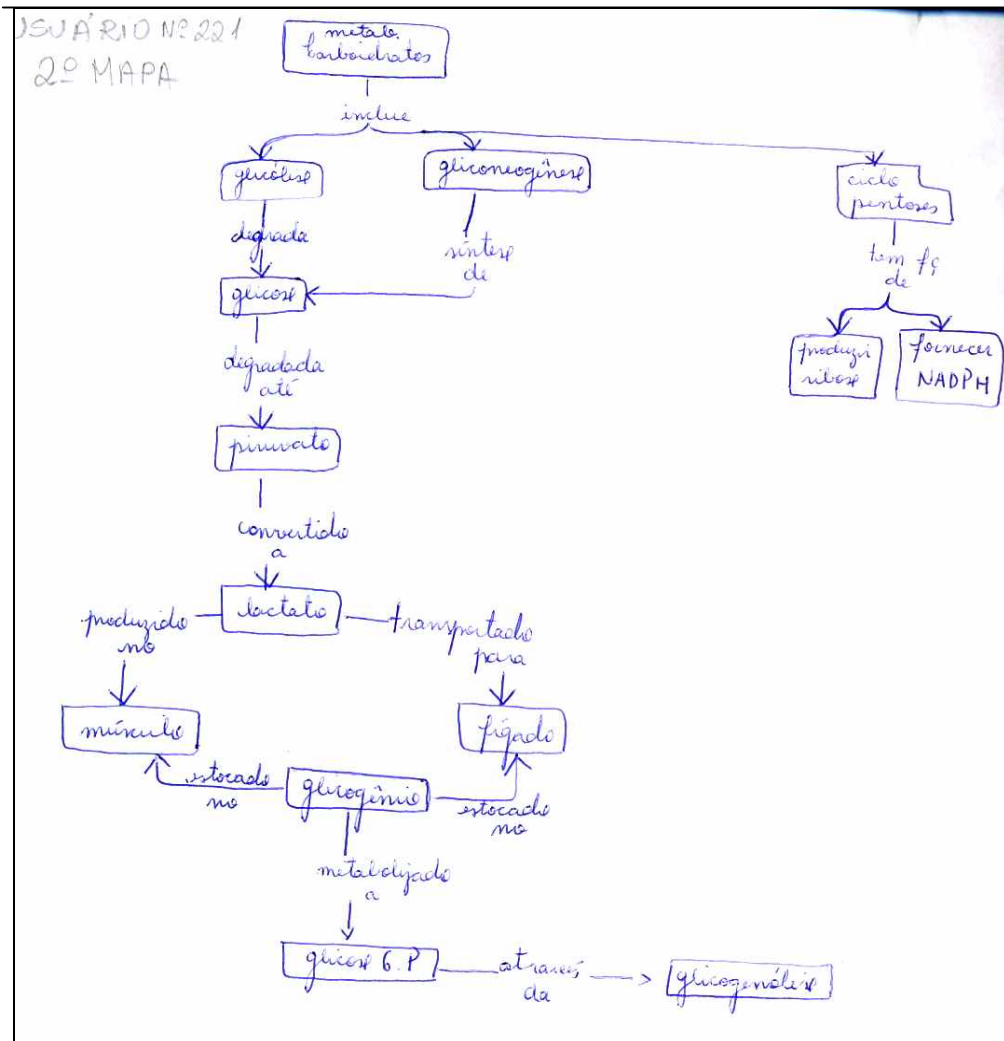 USUÁRIO Nº 221
2º MAPA
metab.
carboidratos
inclue
glicólise
gliconeogênese
ciclo
pentoses
degrada
síntese
de
tem fç
de
glicose
produzir
ribose
fornecer
NADPH
degradada
até
piruvato
convertido
a
lactato
produzido
no
transportado
para
músculo
fígado
estocado
no
glicogênio
estocado
no
metabolizado
a
glicose 6.P
através
da
glicogenólise